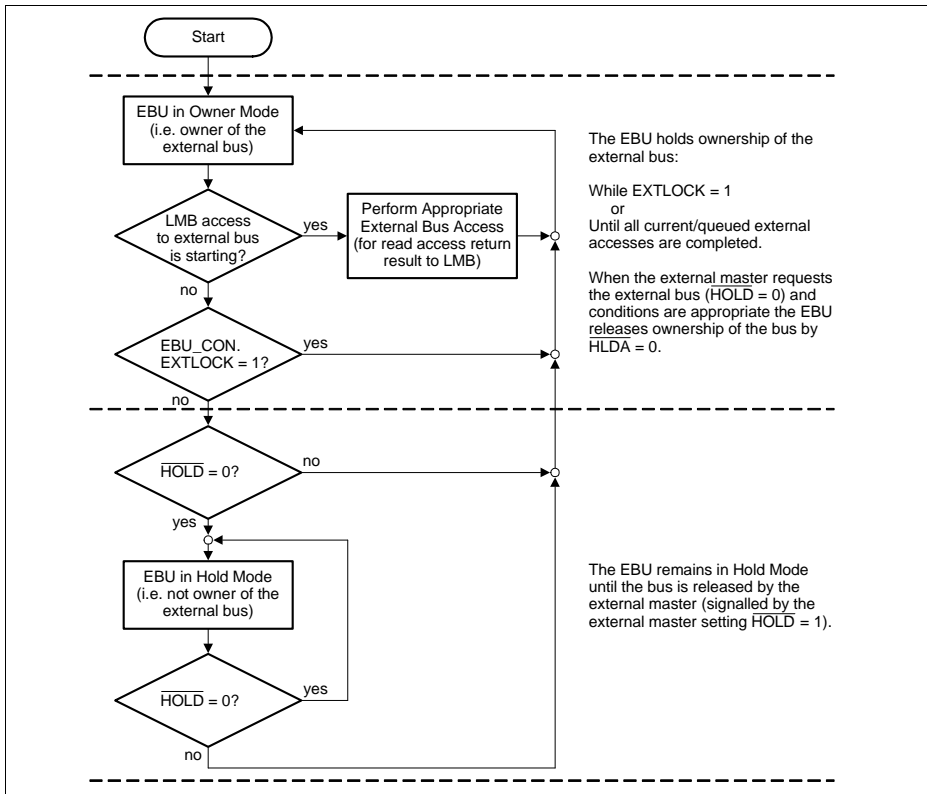 Start
EBU in Owner Mode
(i.e. owner of the
external bus)
LMB access
to external bus
is starting?
yes
no
Perform Appropriate
External Bus Access
(for read access return
result to LMB)
The EBU holds ownership of the
external bus:
While EXTLOCK = 1
or
Until all current/queued external
accesses are completed.
When the external master requests
the external bus (H̅O̅L̅D̅ = 0) and
conditions are appropriate the EBU
releases ownership of the bus by
H̅L̅D̅A̅ = 0.
EBU_CON.
EXTLOCK = 1?
yes
no
H̅O̅L̅D̅ = 0?
no
yes
EBU in Hold Mode
(i.e. not owner of the
external bus)
The EBU remains in Hold Mode
until the bus is released by the
external master (signalled by the
external master setting H̅O̅L̅D̅ = 1).
H̅O̅L̅D̅ = 0?
yes
no